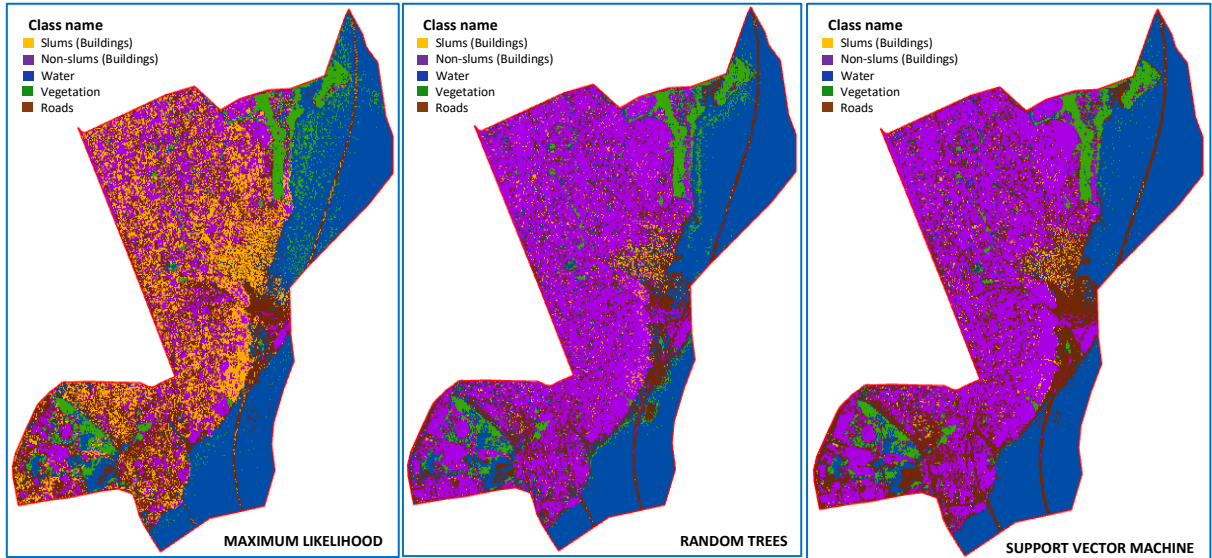 Class name
Slums (Buildings)
Non-slums (Buildings)
Water
Vegetation
Roads
MAXIMUM LIKELIHOOD
Class name
Slums (Buildings)
Non-slums (Buildings)
Water
Vegetation
Roads
RANDOM TREES
Class name
Slums (Buildings)
Non-slums (Buildings)
Water
Vegetation
Roads
SUPPORT VECTOR MACHINE